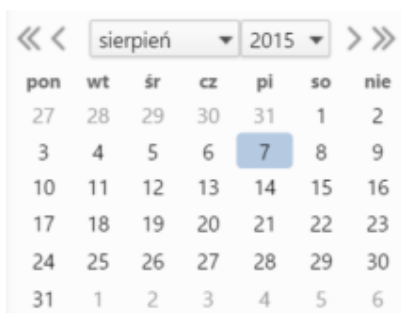 sierpień 2015
pon wt śr cz pi so nie
27 28 29 30 31 1 2
3 4 5 6 7 8 9
10 11 12 13 14 15 16
17 18 19 20 21 22 23
24 25 26 27 28 29 30
31 1 2 3 4 5 6